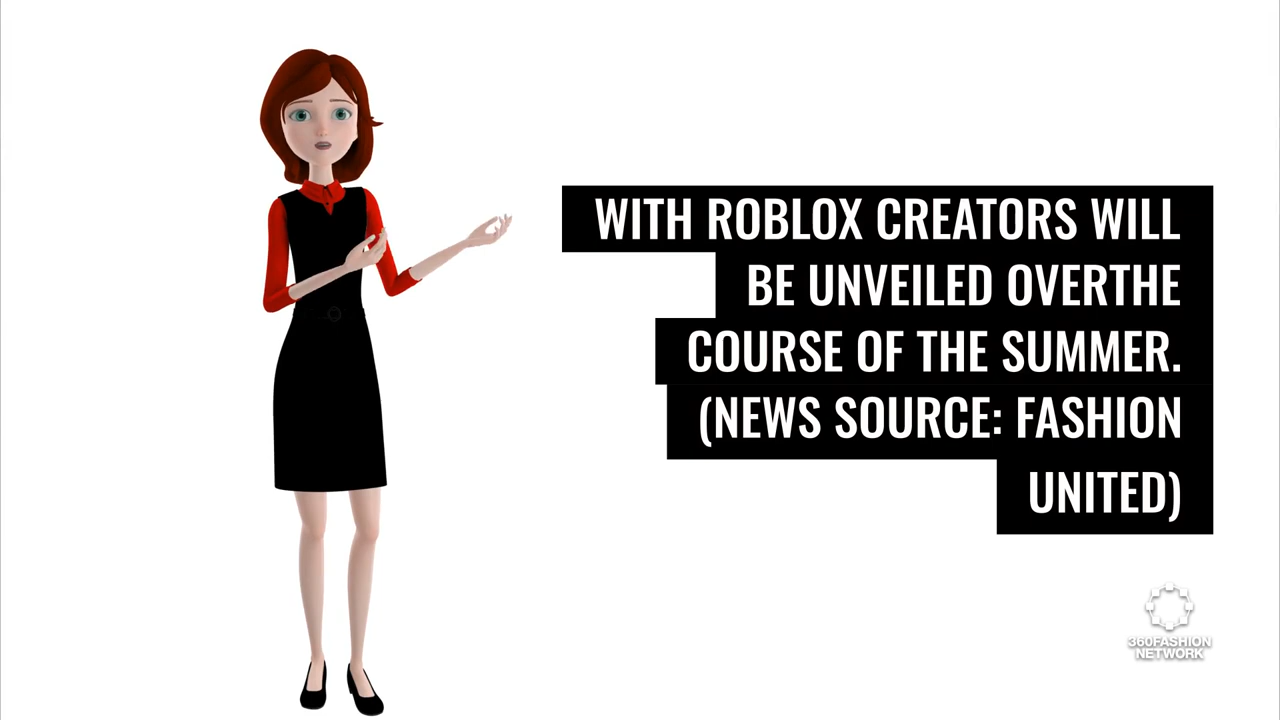 WITH ROBLOX CREATORS WILL
BE UNVEILED OVERTHE
COURSE OF THE SUMMER.
(NEWS SOURCE: FASHION
UNITED)
360FASHION
NETWORK